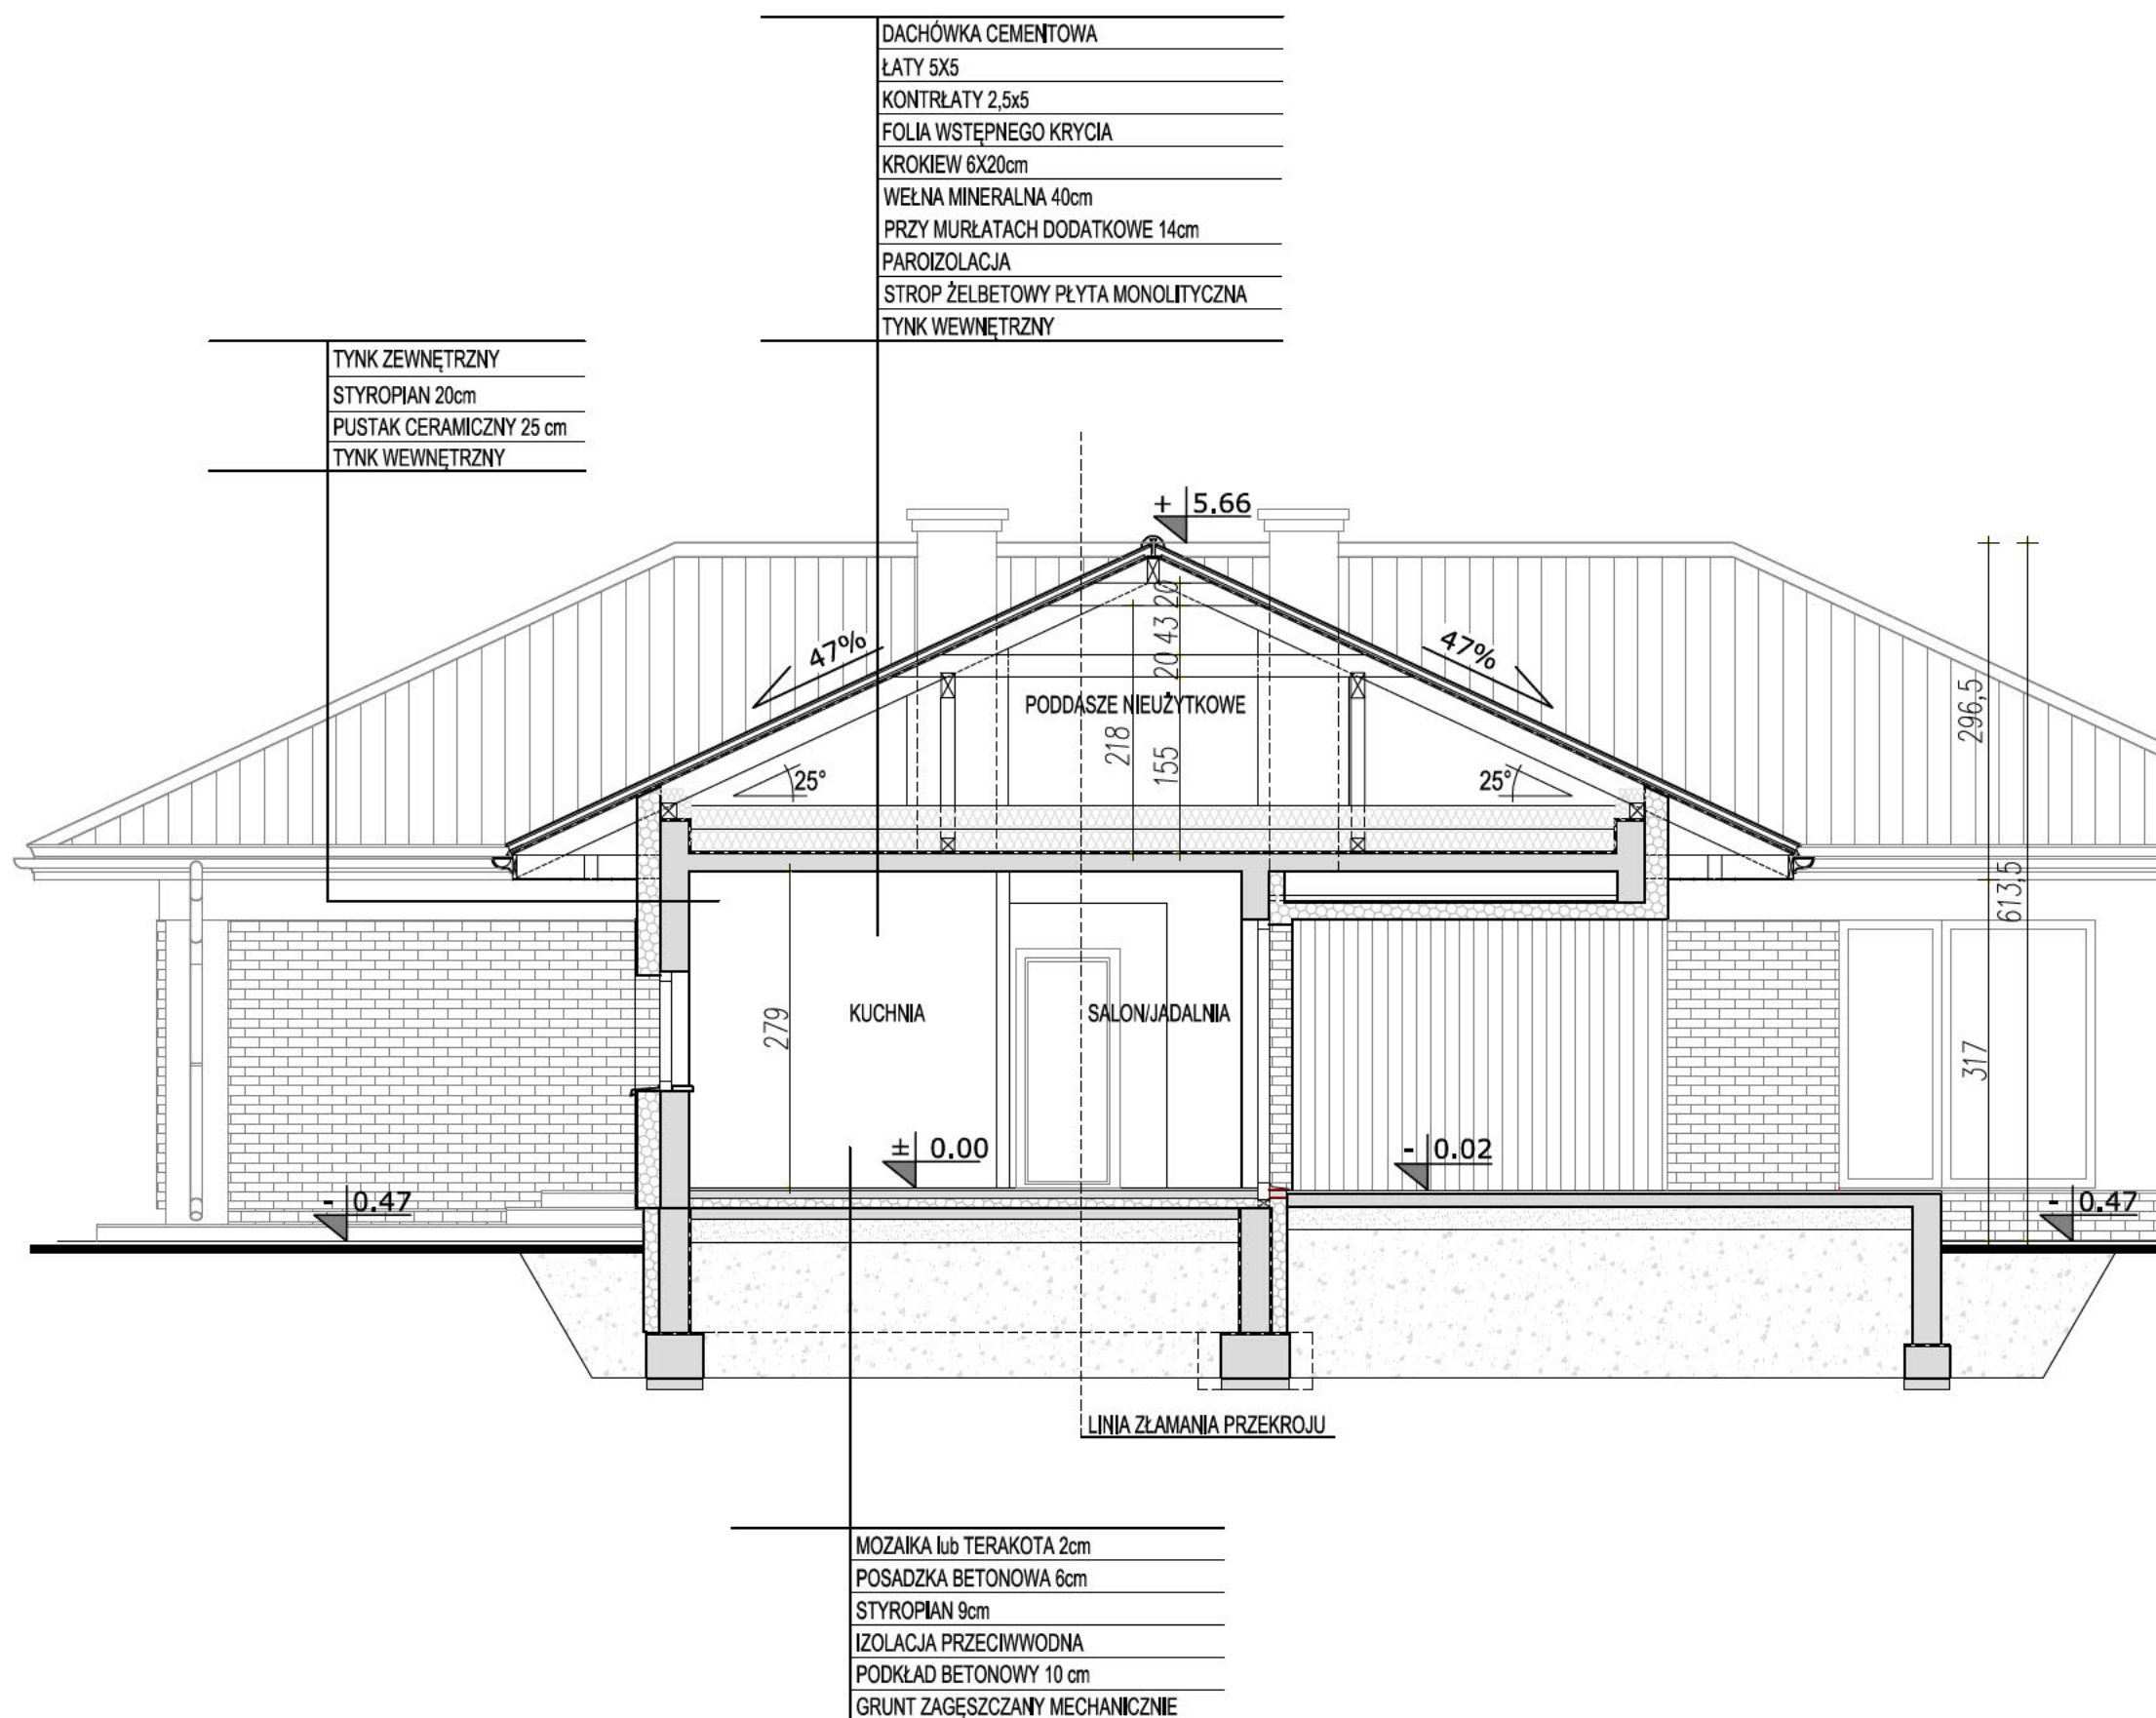 DACHÓWKA CEMENTOWA
ŁATY 5X5
KONTRŁATY 2,5x5
FOLIA WSTĘPNEGO KRYCIA
KROKIEW 6X20cm
WEŁNA MINERALNA 40cm
PRZY MURŁATACH DODATKOWE 14cm
PAROIZOLACJA
STROP ŻELBETOWY PŁYTA MONOLITYCZNA
TYNK WEWNĘTRZNY
TYNK ZEWNĘTRZNY
STYROPIAN 20cm
PUSTAK CERAMICZNY 25 cm
TYNK WEWNĘTRZNY
+ 5.66
20
43
20
47%
47%
PODDASZE NIEUŻYTKOWE
296,5
218
155
25°
25°
613,5
KUCHNIA
SALON/JADALNIA
279
317
± 0.00
- 0.02
- 0.47
- 0.47
LINIA ZŁAMANIA PRZEKROJU
MOZAIKA lub TERAKOTA 2cm
POSADZKA BETONOWA 6cm
STYROPIAN 9cm
IZOLACJA PRZECIWWODNA
PODKŁAD BETONOWY 10 cm
GRUNT ZAGĘSZCZANY MECHANICZNIE